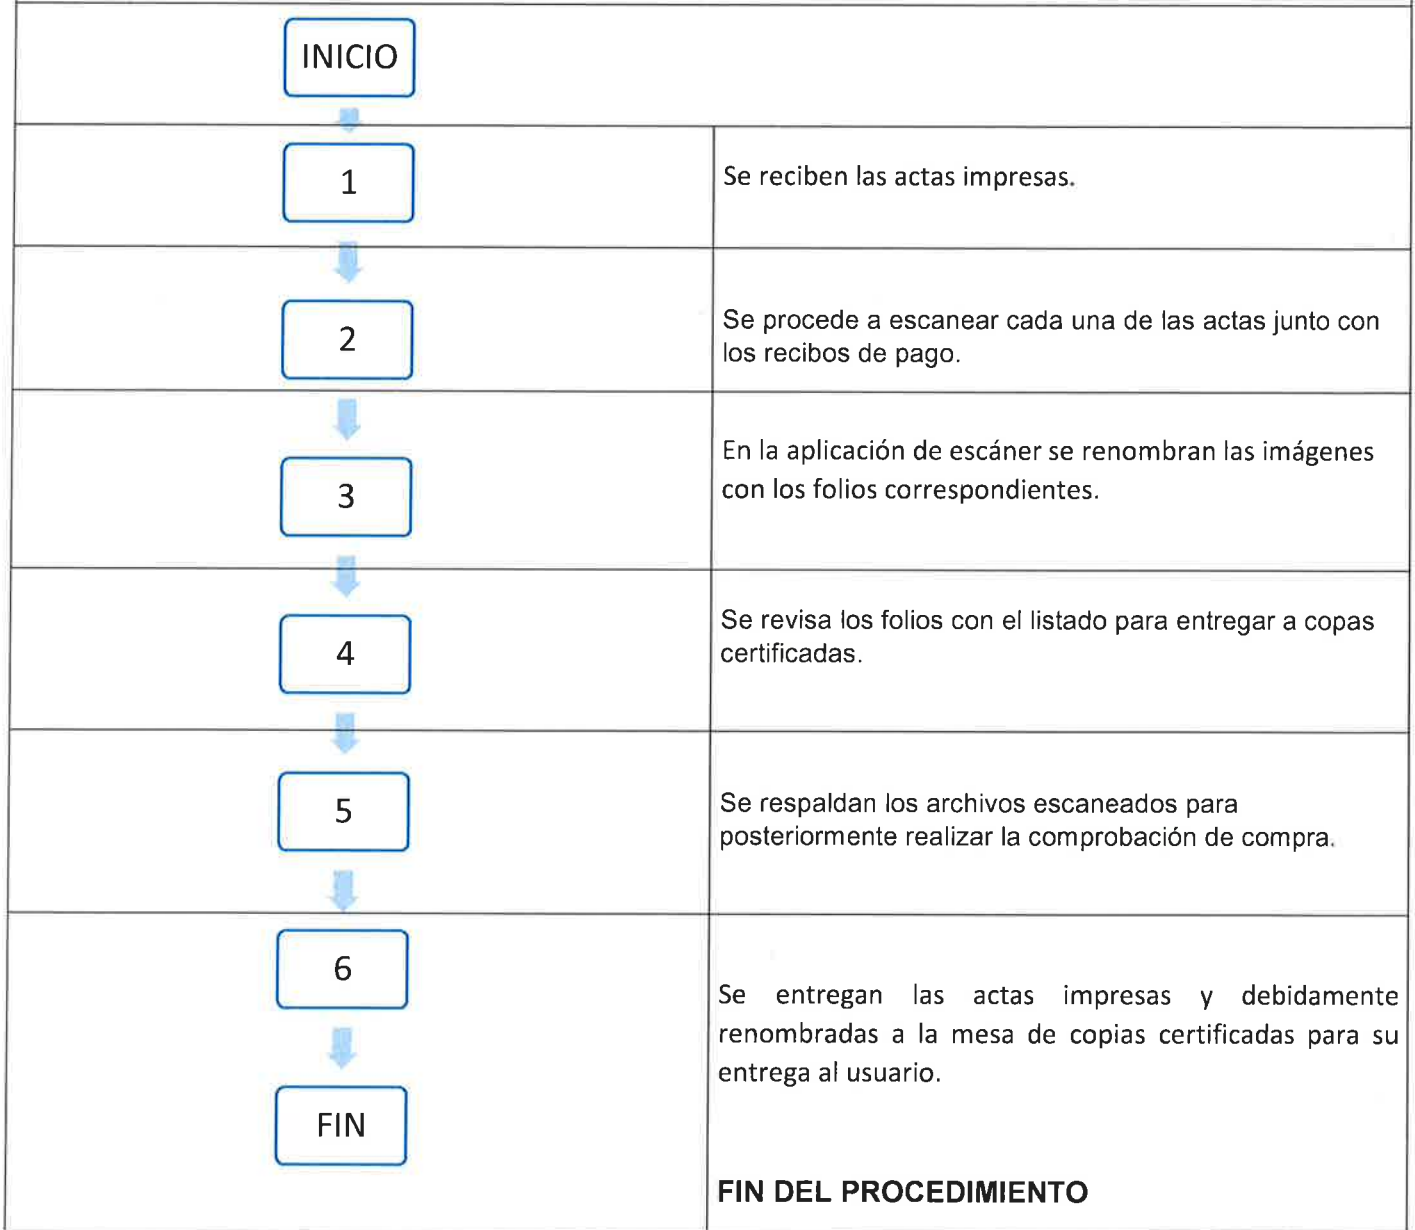 INICIO
1
Se reciben las actas impresas.
2
Se procede a escanear cada una de las actas junto con
los recibos de pago.
3
En la aplicación de escáner se renombran las imágenes
con los folios correspondientes.
4
Se revisa los folios con el listado para entregar a copas
certificadas.
5
Se respaldan los archivos escaneados para
posteriormente realizar la comprobación de compra.
6
Se entregan las actas impresas y debidamente
renombradas a la mesa de copias certificadas para su
entrega al usuario.
FIN
FIN DEL PROCEDIMIENTO